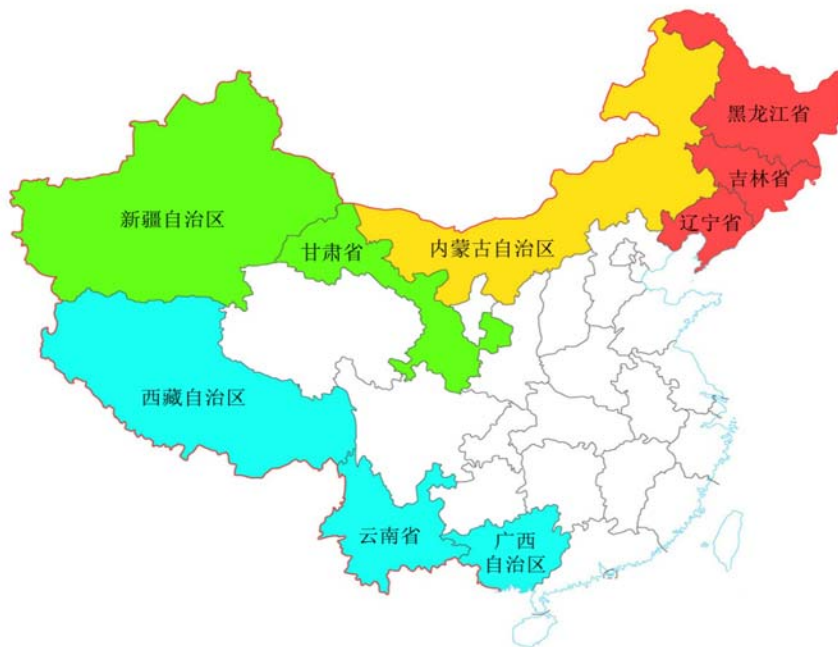 黑龙江省
吉林省
辽宁省
新疆自治区
甘肃省
内蒙古自治区
西藏自治区
云南省
广西
自治区